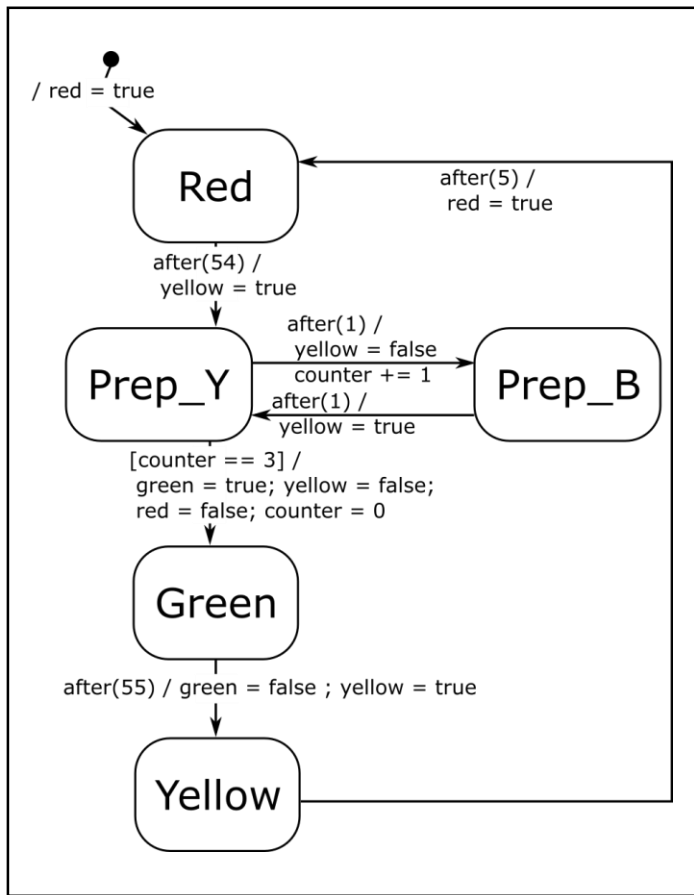 / red = true
Red
after(5) /
red = true
after(54) /
yellow = true
after(1) /
yellow = false
counter += 1
Prep_Y
Prep_B
after(1) /
yellow = true
[counter == 3] /
green = true; yellow = false;
red = false; counter = 0
Green
after(55) / green = false ; yellow = true
Yellow